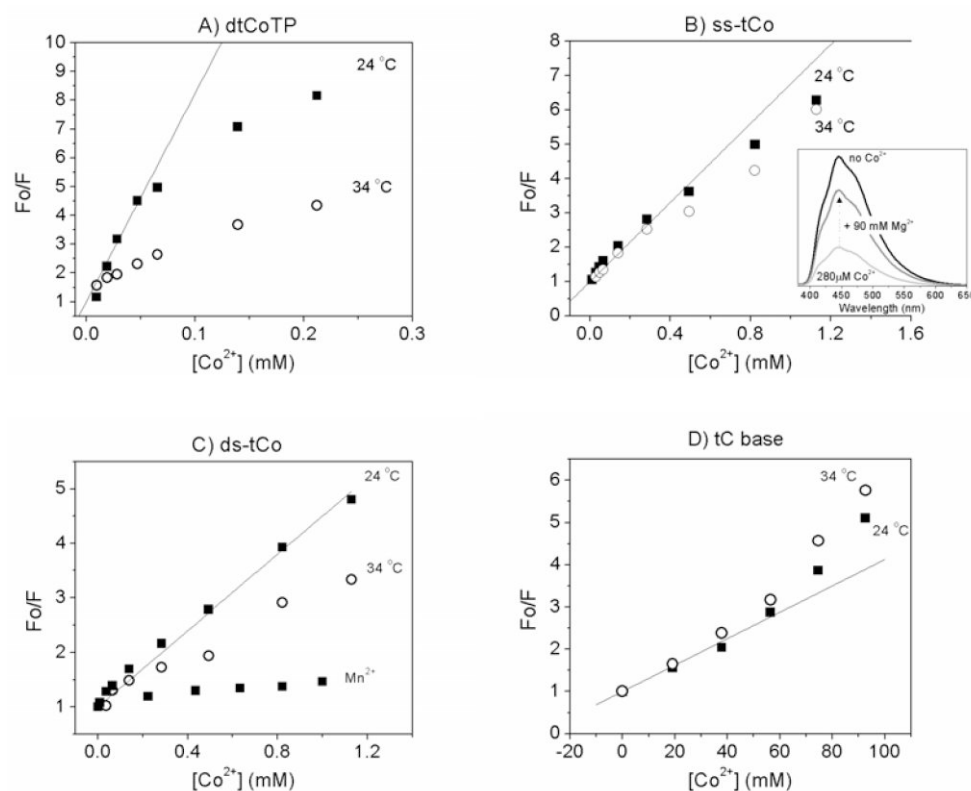 A) dtCoTP
10
9
8
7
6
5
4
3
2
1
Fo/F
24 °C
34 °C
0.0
0.1
0.2
0.3
[Co²⁺] (mM)
B) ss-tCo
8
7
6
5
4
3
2
1
0
Fo/F
24 °C
34 °C
no Co²⁺
+ 90 mM Mg²⁺
280μM Co²⁺
400 450 500 550 600 650
Wavelength (nm)
0.0
0.4
0.8
1.2
1.6
[Co²⁺] (mM)
C) ds-tCo
5
4
3
2
1
0
Fo/F
24 °C
34 °C
Mn²⁺
0.0
0.4
0.8
1.2
[Co²⁺] (mM)
D) tC base
6
5
4
3
2
1
0
Fo/F
34 °C
24 °C
-20
0
20
40
60
80
100
[Co²⁺] (mM)